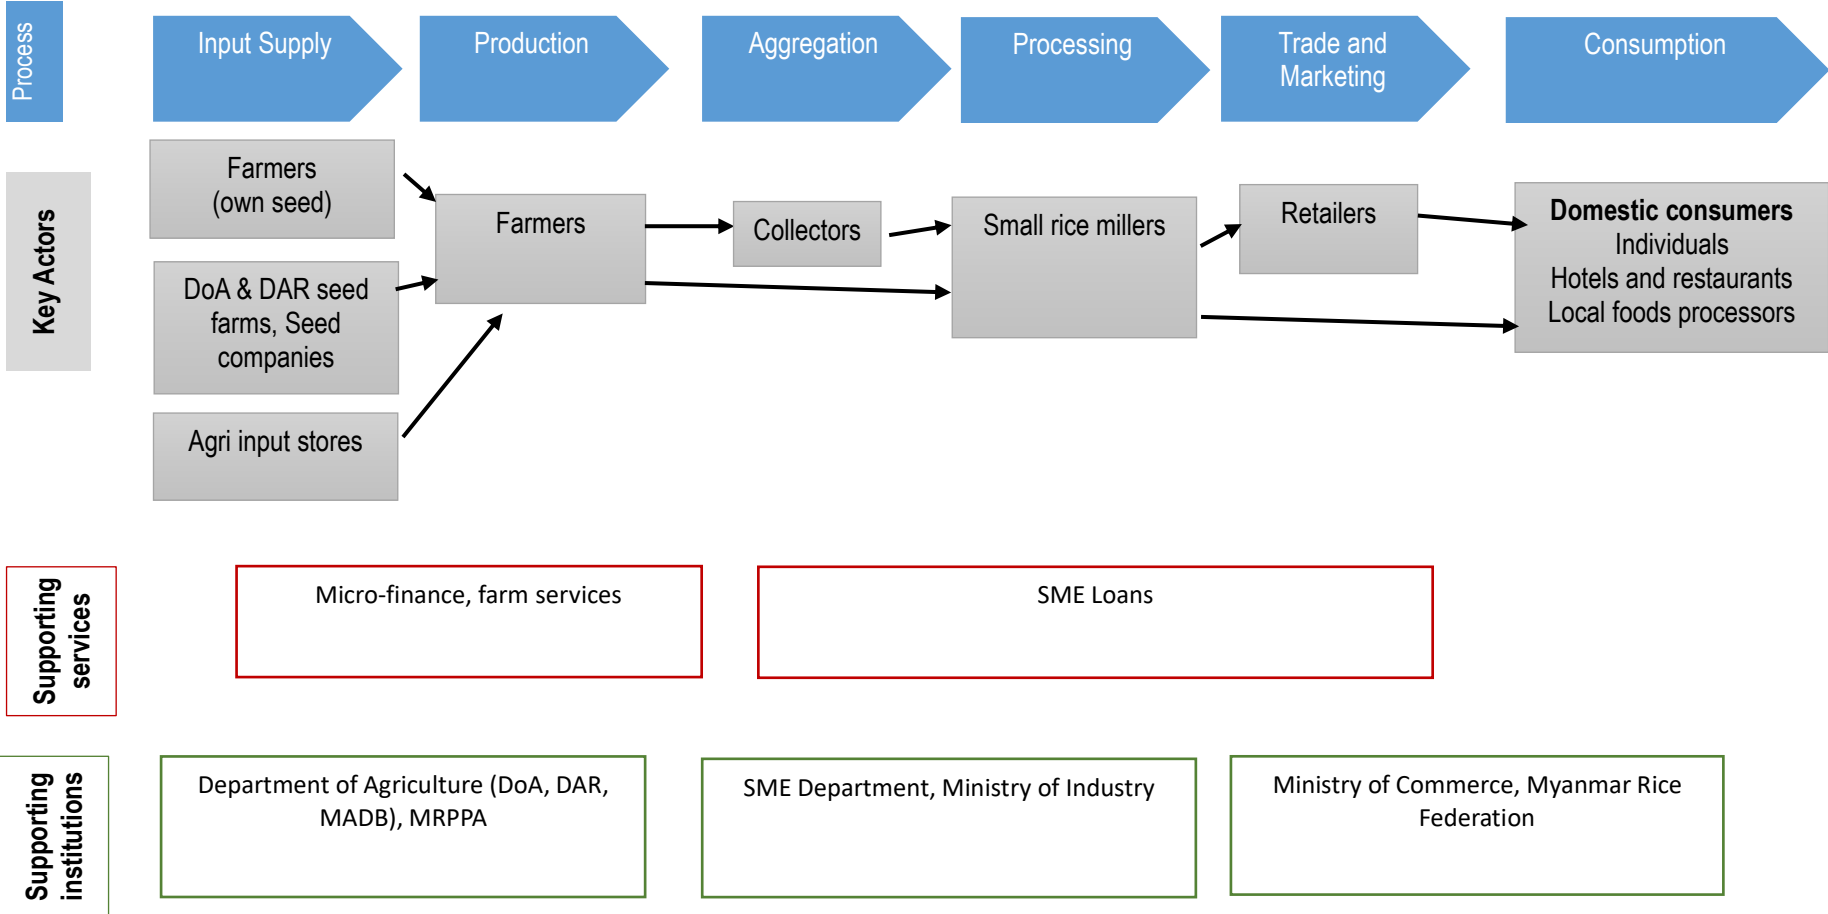 Process
Input Supply
Production
Aggregation
Processing
Trade and
Marketing
Consumption
Key Actors
Farmers
(own seed)
DoA & DAR seed
farms, Seed
companies
Agri input stores
Farmers
Collectors
Small rice millers
Retailers
Domestic consumers
Individuals
Hotels and restaurants
Local foods processors
Supporting
services
Micro-finance, farm services
SME Loans
Supporting
institutions
Department of Agriculture (DoA, DAR,
MADB), MRPPA
SME Department, Ministry of Industry
Ministry of Commerce, Myanmar Rice
Federation